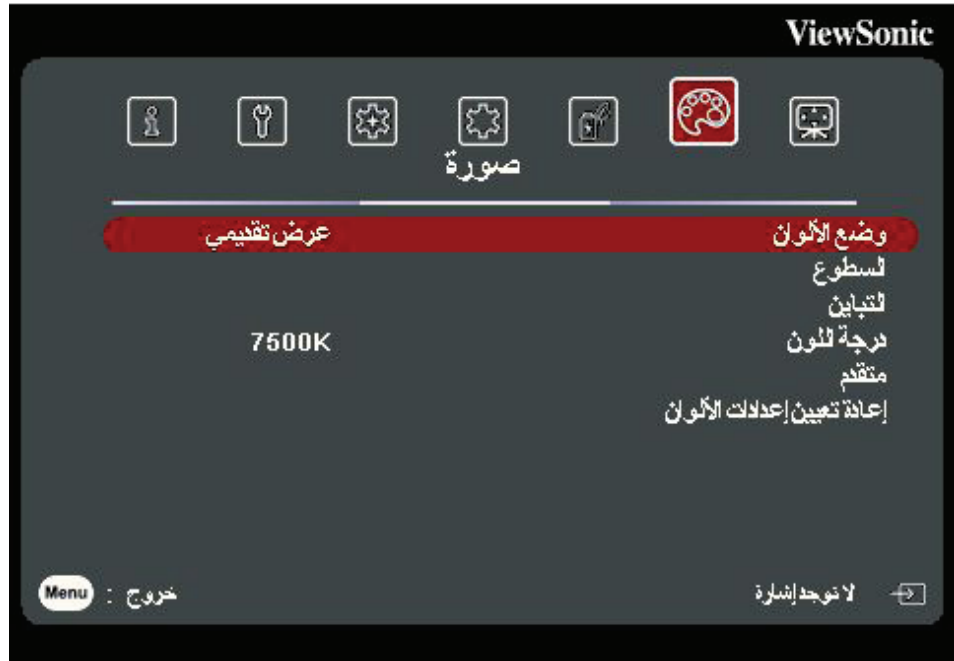 ViewSonic
صورة
وضع الألوان عرض تقديمي
السطوع
التباين
درجة اللون 7500K
متقدم
إعادة تعيين إعدادات الألوان
لا توجد إشارة
خروج : Menu